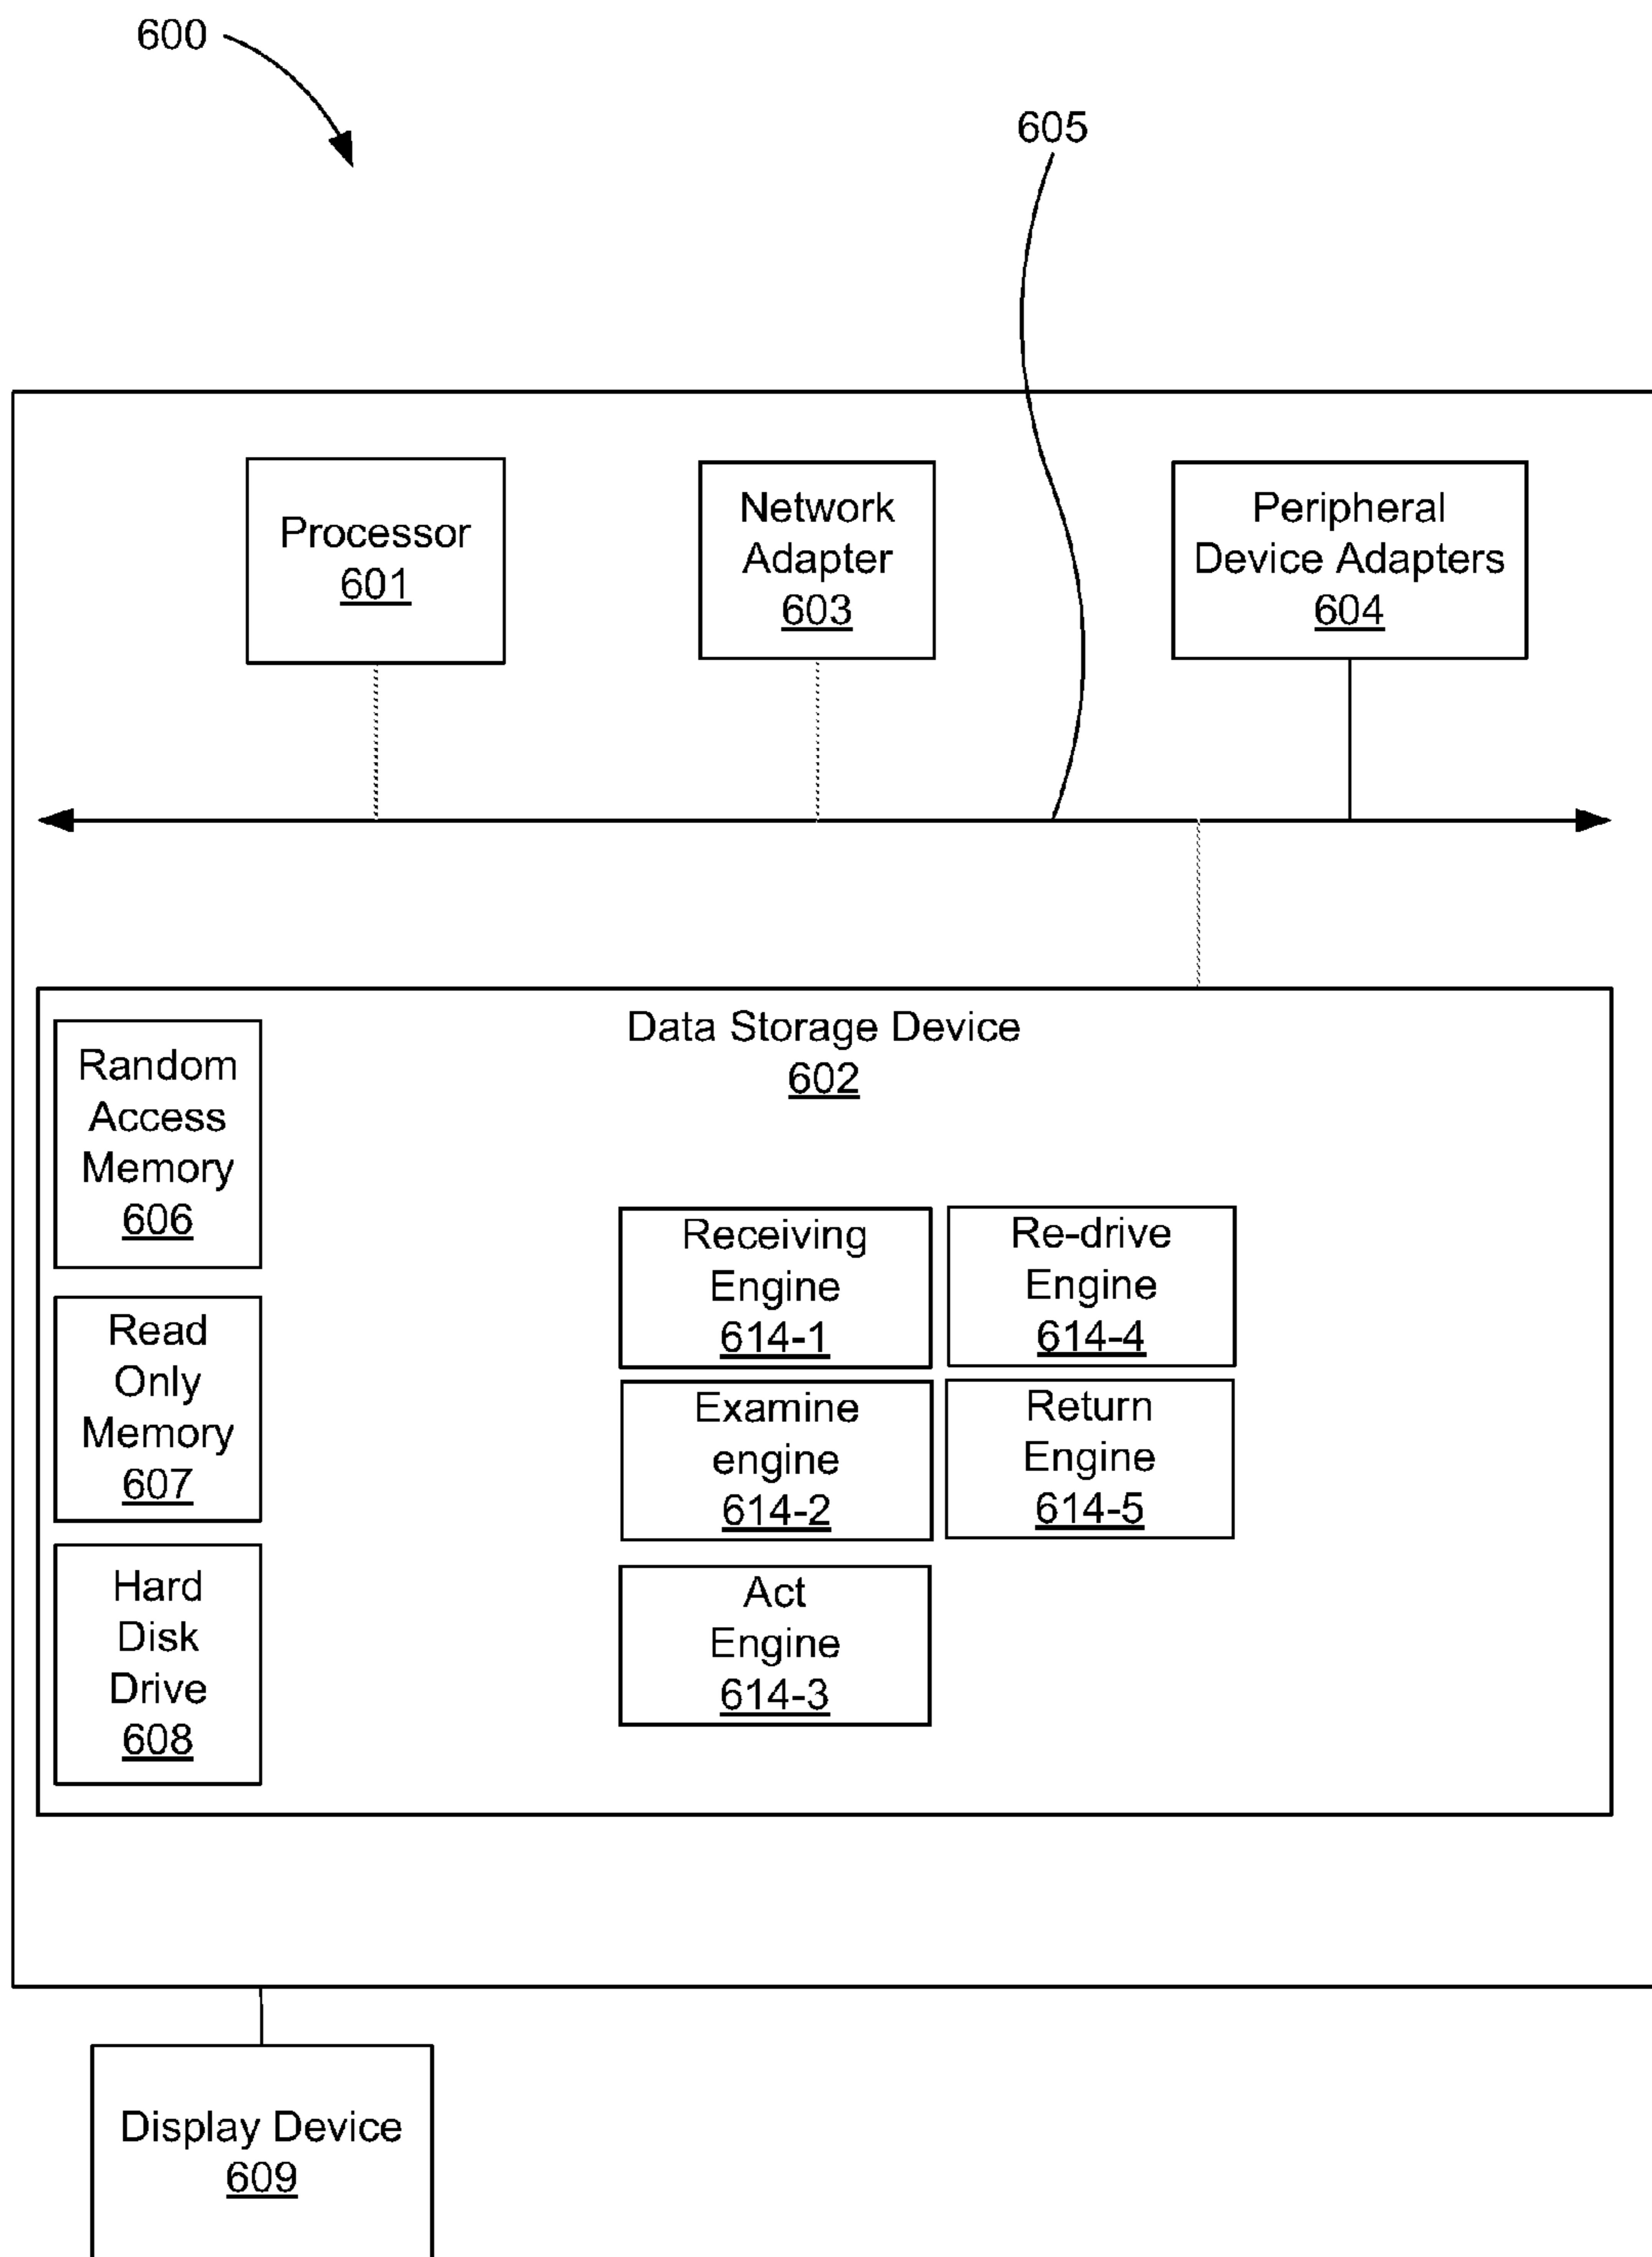 600
605
Processor
601
Network
Adapter
603
Peripheral
Device Adapters
604
Data Storage Device
602
Random
Access
Memory
606
Read
Only
Memory
607
Hard
Disk
Drive
608
Receiving
Engine
614-1
Re-drive
Engine
614-4
Examine
engine
614-2
Return
Engine
614-5
Act
Engine
614-3
Display Device
609